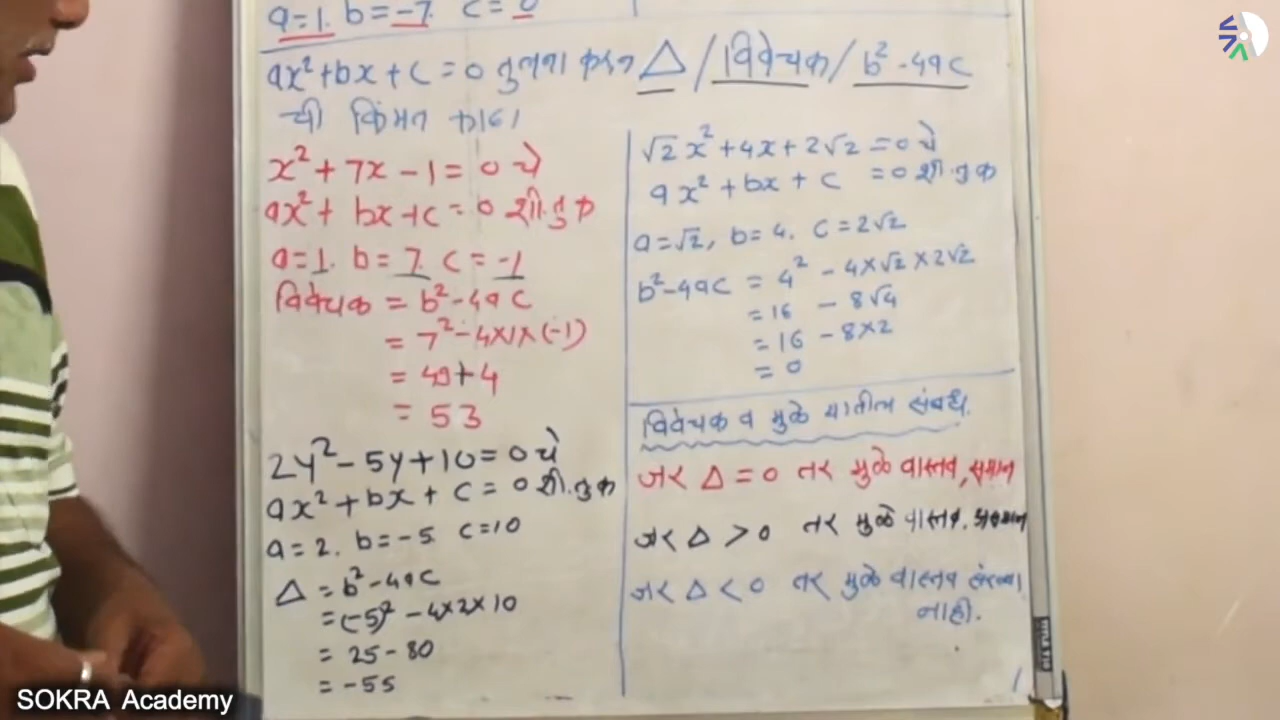 a=1. b=-7. c=0
ax²+bx+c=0 तुलना करून △/विवेचक/b²-4ac
ची किंमत
x²+7x-1=0 चे
ax²+bx+c=0 शी.तु क
a=1. b=7 c=-1
विवेचक = b²-4ac
= 7²-4×1×(-1)
= 49+4
= 53
2y²-5y+10=0 चे
ax²+bx+c=0 शी.तुक
a=2. b=-5 c=10
△ = b²-4ac
= (-5)²-4×2×10
= 25-80
= -55
√2x²+4x+2√2=0 चे
ax²+bx+c =0 शी.तुक
a=√2, b=4. c=2√2
b²-4ac = 4²-4×√2×2√2
= 16 - 8√4
= 16 - 8×2
= 0
विवेचक व मुळे यातील संबंध.
जर △=0 तर मुळे वास्तव, समान
जर △>0 तर मुळे वास्तव.
जर △<0 तर मुळे वास्तव संख्या
नाही.
SOKRA Academy